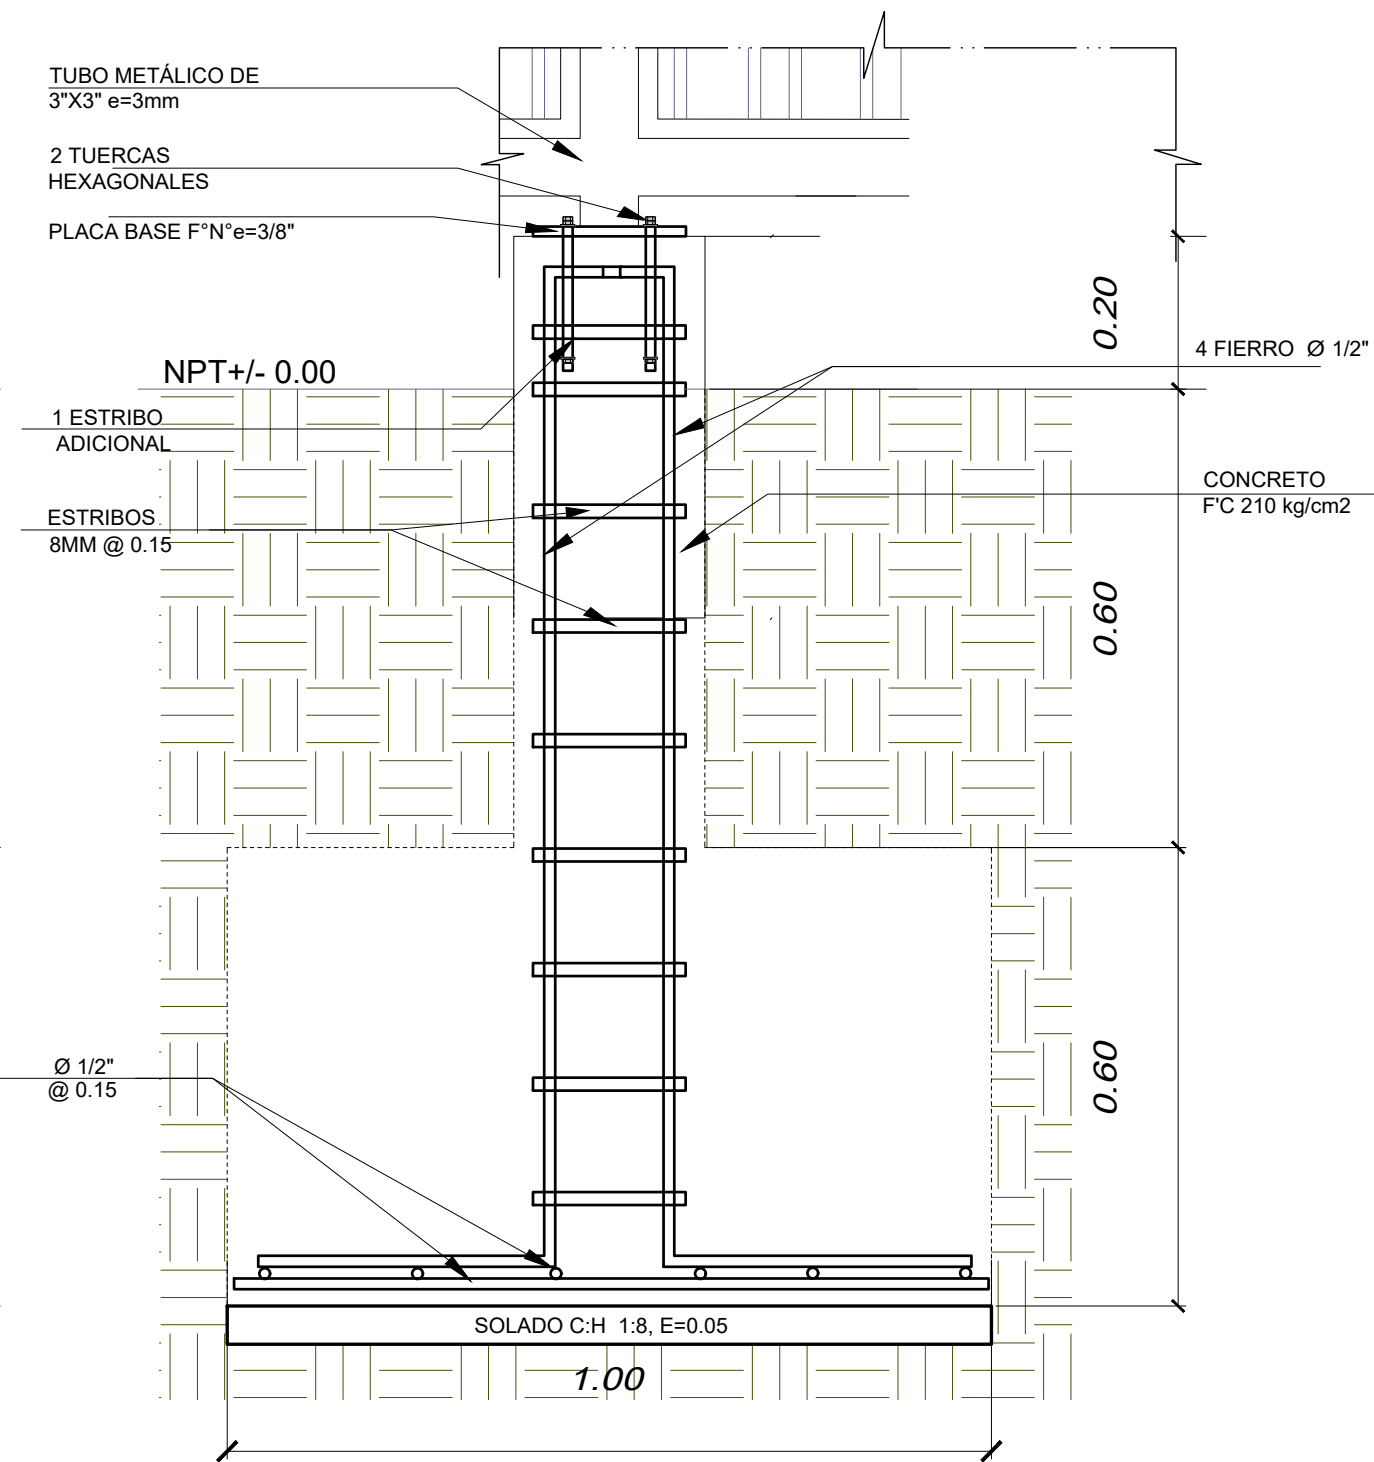 TUBO METÁLICO DE
3"X3" e=3mm
2 TUERCAS
HEXAGONALES
PLACA BASE F°N°e=3/8"
0.20
4 FIERRO Ø 1/2"
NPT+/- 0.00
1 ESTRIBO
ADICIONAL
CONCRETO
F'C 210 kg/cm2
ESTRIBOS
8MM @ 0.15
0.60
Ø 1/2"
@ 0.15
0.60
SOLADO C:H 1:8, E=0.05
1.00